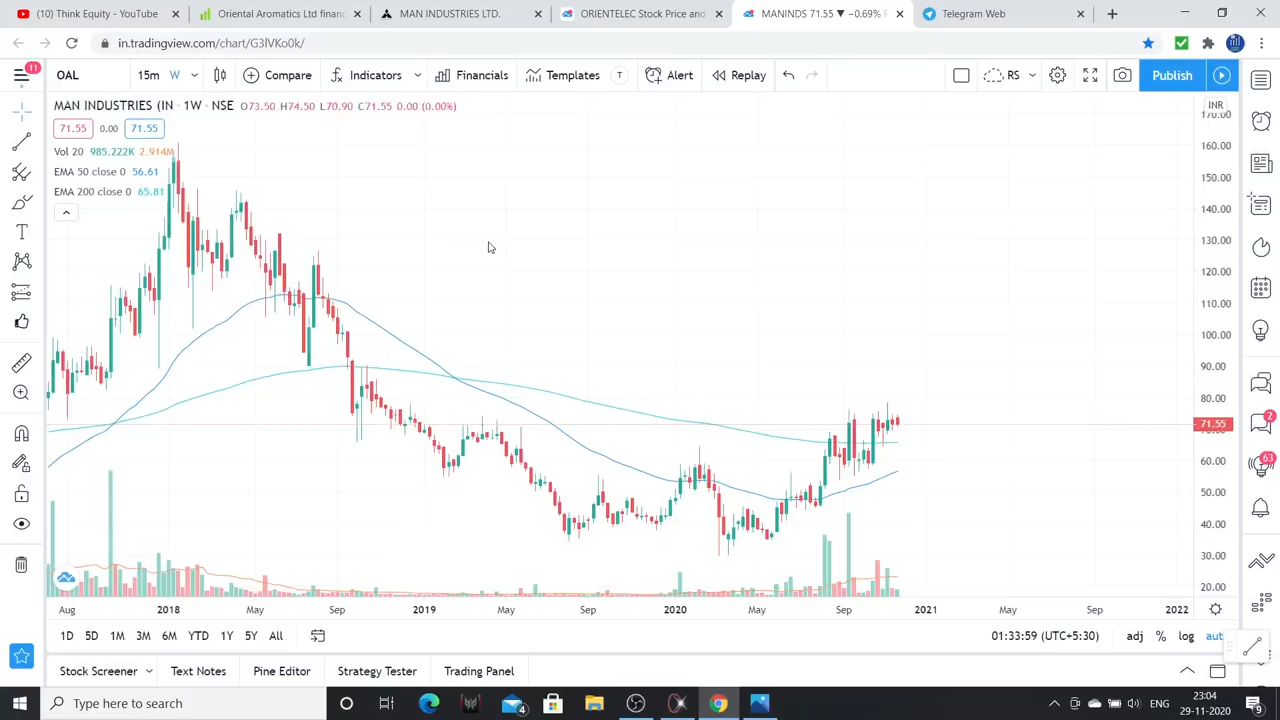 (10) Think Equity - YouTube
Oriental Aromatics Ltd financ
MAN INDUSTRIES LTD.
ORIENTELEC Stock Price and
MANINDS 71.55 ▼ −0.69%
Telegram Web
in.tradingview.com/chart/G3lVKo0k/
11
OAL
15m
W
Compare
Indicators
Financials
Templates
T
Alert
Replay
RS
Publish
MAN INDUSTRIES (IN · 1W · NSE O73.50 H74.50 L70.90 C71.55 0.00 (0.00%)
71.55 0.00 71.55
Vol 20 985.222K 2.914M
EMA 50 close 0 56.61
EMA 200 close 0 65.81
INR
170.00
160.00
150.00
140.00
130.00
120.00
110.00
100.00
90.00
80.00
71.55
60.00
50.00
40.00
30.00
20.00
2
63
Aug 2018 May Sep 2019 May Sep 2020 May Sep 2021 May Sep 2022
1D 5D 1M 3M 6M YTD 1Y 5Y All
01:33:59 (UTC+5:30) adj % log
Stock Screener
Text Notes
Pine Editor
Strategy Tester
Trading Panel
Type here to search
4
ENG
23:04
29-11-2020
9